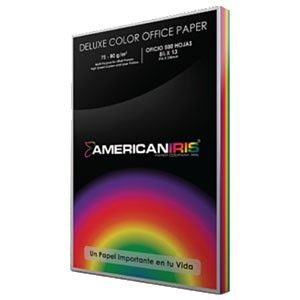 DELUXE COLOR OFFICE PAPER
75 - 80 g/m²
OFICIO 500 HOJAS
8½ X 13
AMERICANIRIS
Un Papel Importante en tu Vida